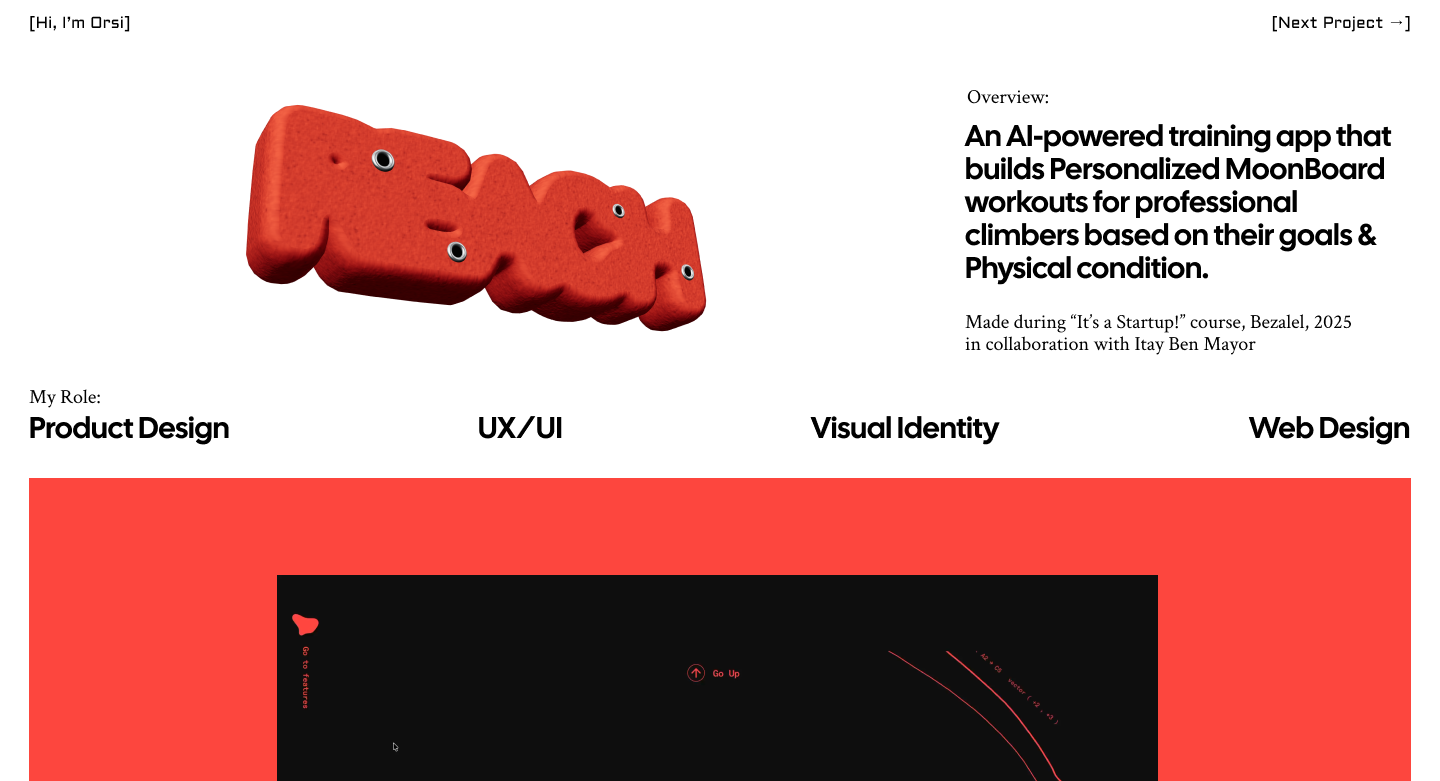 [Hi, I’m Orsi]
[Next Project →]
Overview:
An AI-powered training app that
builds Personalized MoonBoard
workouts for professional
climbers based on their goals &
Physical condition.
Made during “It’s a Startup!” course, Bezalel, 2025
in collaboration with Itay Ben Mayor
My Role:
Product Design
UX/UI
Visual Identity
Web Design
Go to features
Go Up